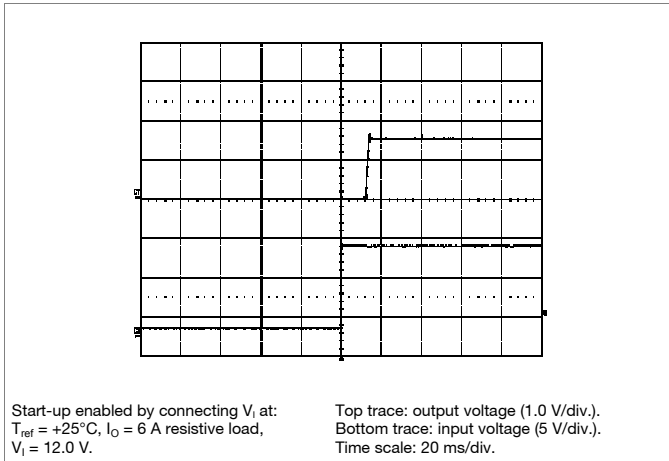 Start-up enabled by connecting V_I at:
T_ref = +25°C, I_O = 6 A resistive load,
V_I = 12.0 V.
Top trace: output voltage (1.0 V/div.).
Bottom trace: input voltage (5 V/div.).
Time scale: 20 ms/div.